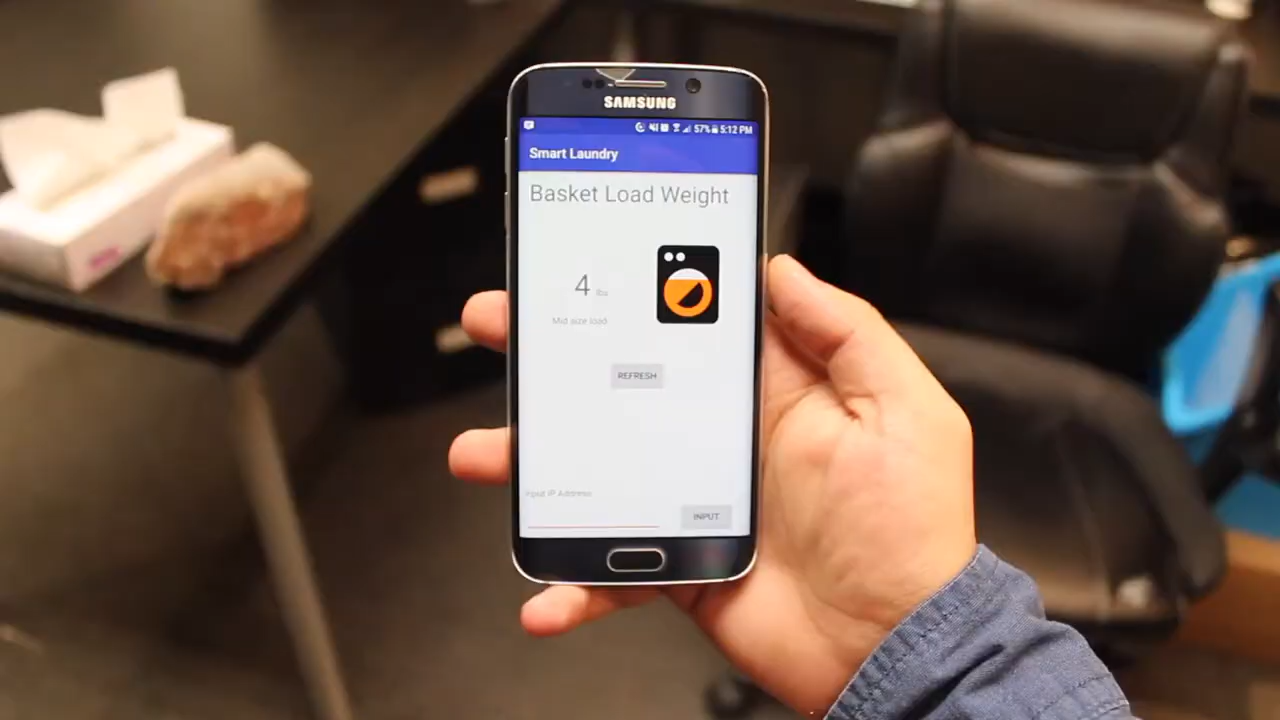 SAMSUNG
57% 5:12 PM
Smart Laundry
Basket Load Weight
4 lbs
Mid size load
REFRESH
Input IP Address
INPUT